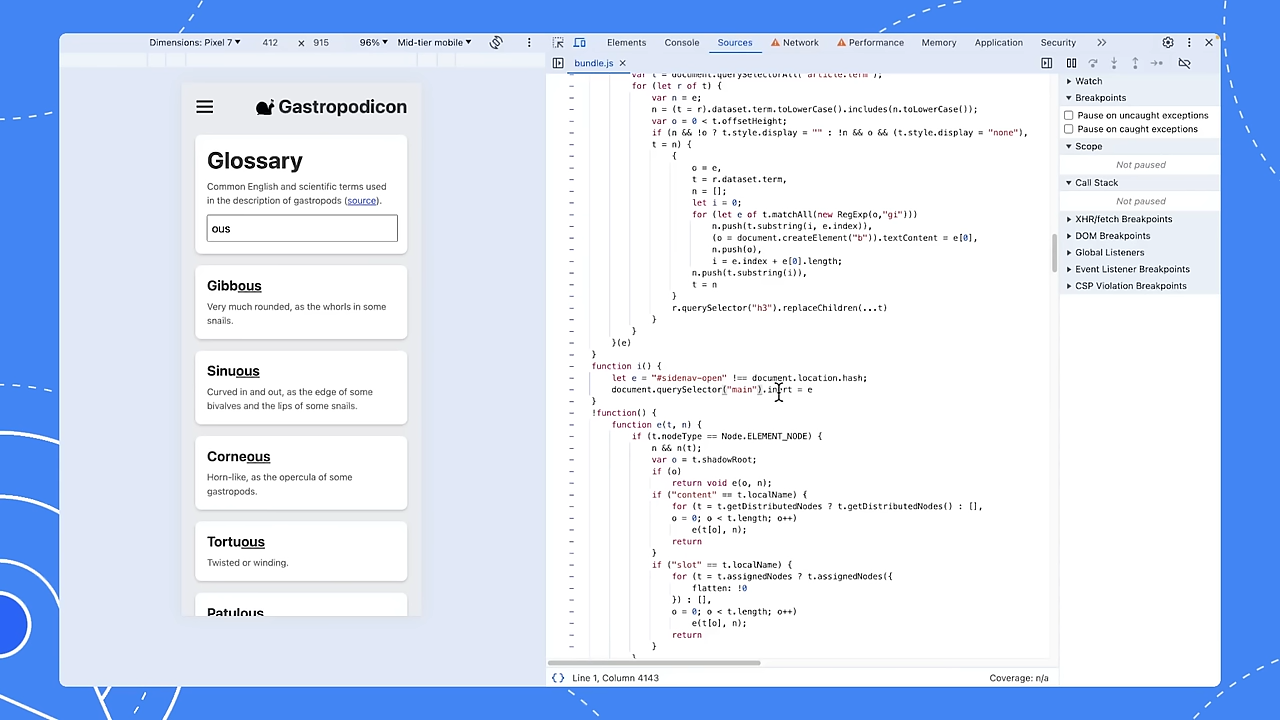 Dimensions: Pixel 7 ▼ 412 × 915 96% ▼ Mid-tier mobile ▼
Elements Console Sources Network Performance Memory Application Security
bundle.js ×
Gastropodicon
Glossary
Common English and scientific terms used
in the description of gastropods (source).
ous
Gibbous
Very much rounded, as the whorls in some
snails.
Sinuous
Curved in and out, as the edge of some
bivalves and the lips of some snails.
Corneous
Horn-like, as the opercula of some
gastropods.
Tortuous
Twisted or winding.
Patulous
var t = document.querySelectorAll("article.term");
for (let r of t) {
var n = e;
n = (t = r).dataset.term.toLowerCase().includes(n.toLowerCase());
var o = 0 < t.offsetHeight;
if (n && !o ? t.style.display = "" : !n && o && (t.style.display = "none"),
t = n) {
{
o = e,
t = r.dataset.term,
n = [];
let i = 0;
for (let e of t.matchAll(new RegExp(o,"gi")))
n.push(t.substring(i, e.index)),
(o = document.createElement("b")).textContent = e[0],
n.push(o),
i = e.index + e[0].length;
n.push(t.substring(i)),
t = n
}
r.querySelector("h3").replaceChildren(...t)
}
}
}(e)
}
function i() {
let e = "#sidenav-open" !== document.location.hash;
document.querySelector("main").inert = e
}
!function() {
function e(t, n) {
if (t.nodeType == Node.ELEMENT_NODE) {
n && n(t);
var o = t.shadowRoot;
if (o)
return void e(o, n);
if ("content" == t.localName) {
for (t = t.getDistributedNodes ? t.getDistributedNodes() : [],
o = 0; o < t.length; o++)
e(t[o], n);
return
}
if ("slot" == t.localName) {
for (t = t.assignedNodes ? t.assignedNodes({
flatten: !0
}) : [],
o = 0; o < t.length; o++)
e(t[o], n);
return
}
}
{} Line 1, Column 4143 Coverage: n/a
Watch
Breakpoints
Pause on uncaught exceptions
Pause on caught exceptions
Scope
Not paused
Call Stack
Not paused
XHR/fetch Breakpoints
DOM Breakpoints
Global Listeners
Event Listener Breakpoints
CSP Violation Breakpoints